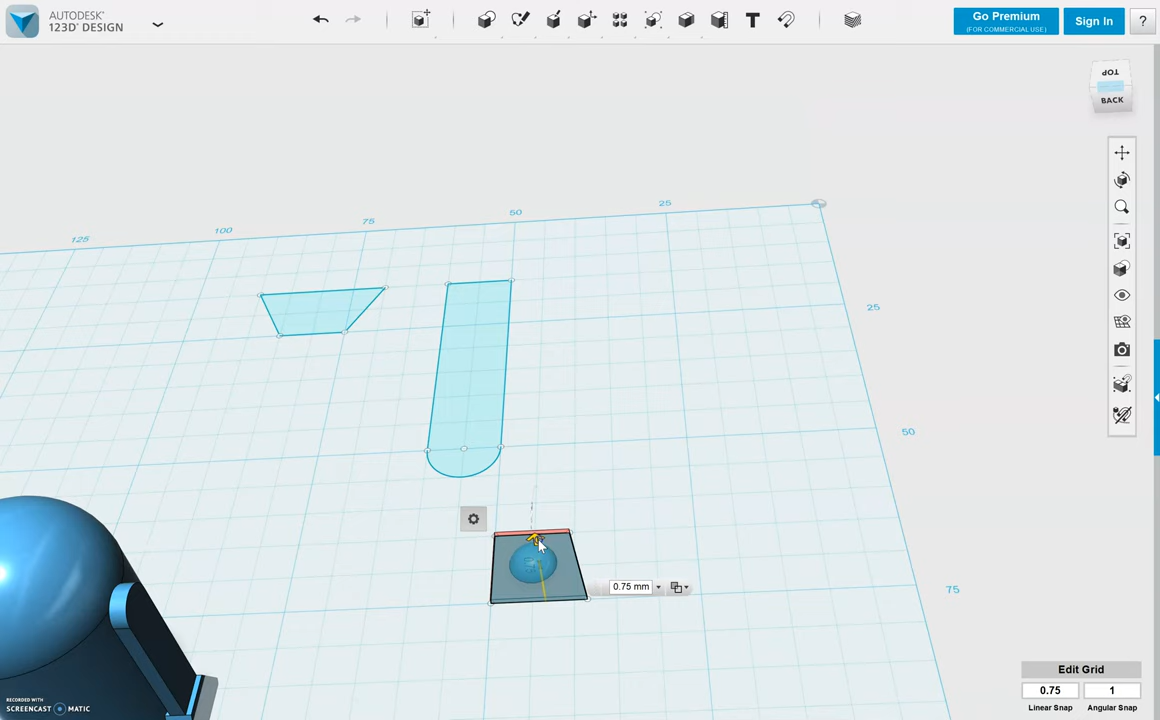 AUTODESK®
123D® DESIGN
T
Go Premium
(FOR COMMERCIAL USE)
Sign In
?
TOP
BACK
25
50
75
100
125
25
50
75
0.75 mm
Edit Grid
0.75 1
Linear Snap Angular Snap
RECORDED WITH
SCREENCAST MATIC